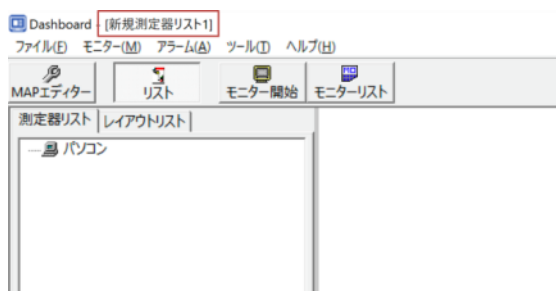 Dashboard - [新規測定器リスト1]
ファイル(F) モニター(M) アラーム(A) ツール(T) ヘルプ(H)
MAPエディター リスト モニター開始 モニターリスト
測定器リスト レイアウトリスト
パソコン